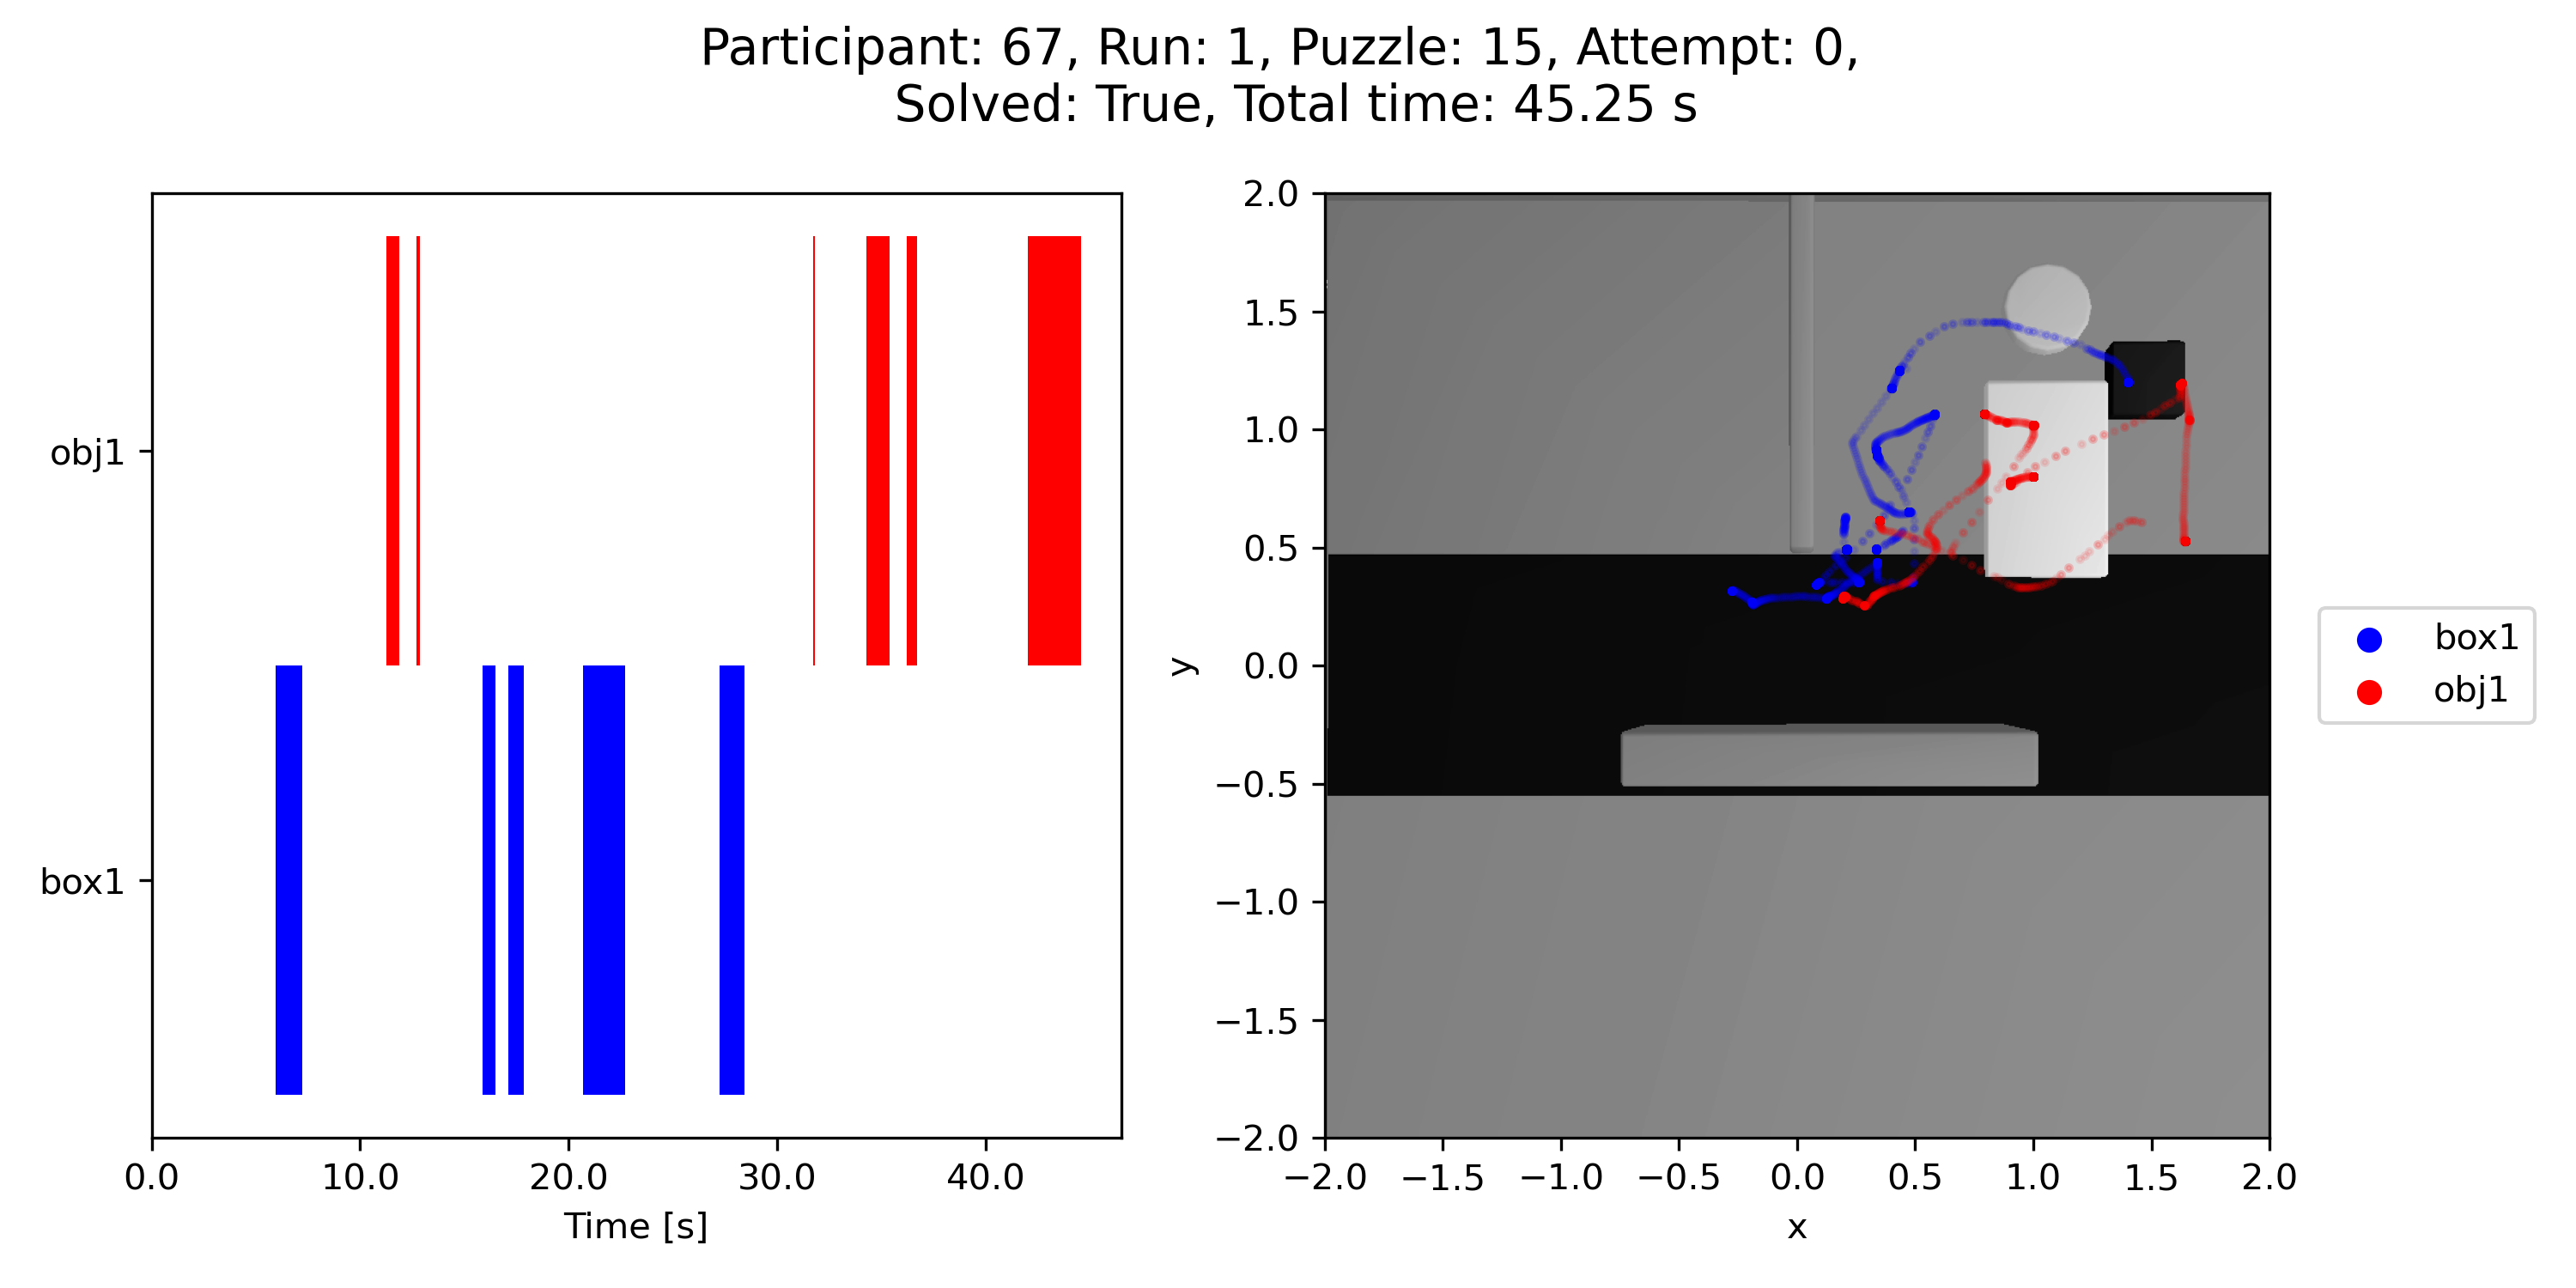 Participant: 67, Run: 1, Puzzle: 15, Attempt: 0,
Solved: True, Total time: 45.25 s
obj1
box1
0.0 10.0 20.0 30.0 40.0
Time [s]
2.0
1.5
1.0
0.5
0.0
−0.5
−1.0
−1.5
−2.0
y
−2.0 −1.5 −1.0 −0.5 0.0 0.5 1.0 1.5 2.0
x
box1
obj1